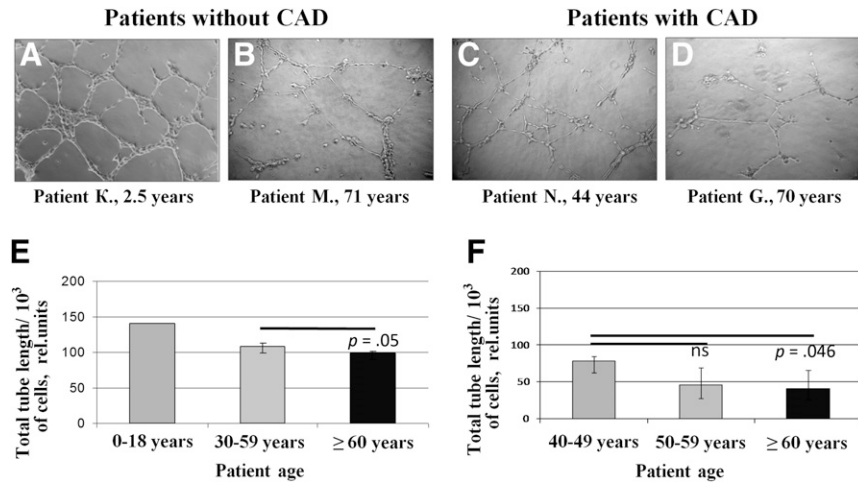 Patients without CAD
Patients with CAD
A
B
C
D
Patient K., 2.5 years
Patient M., 71 years
Patient N., 44 years
Patient G., 70 years
E
Total tube length/ 10³
of cells, rel.units
200
150
100
50
0
p = .05
0-18 years
30-59 years
≥ 60 years
Patient age
F
Total tube length/ 10³
of cells, rel.units
200
150
100
50
0
ns
p = .046
40-49 years
50-59 years
≥ 60 years
Patient age